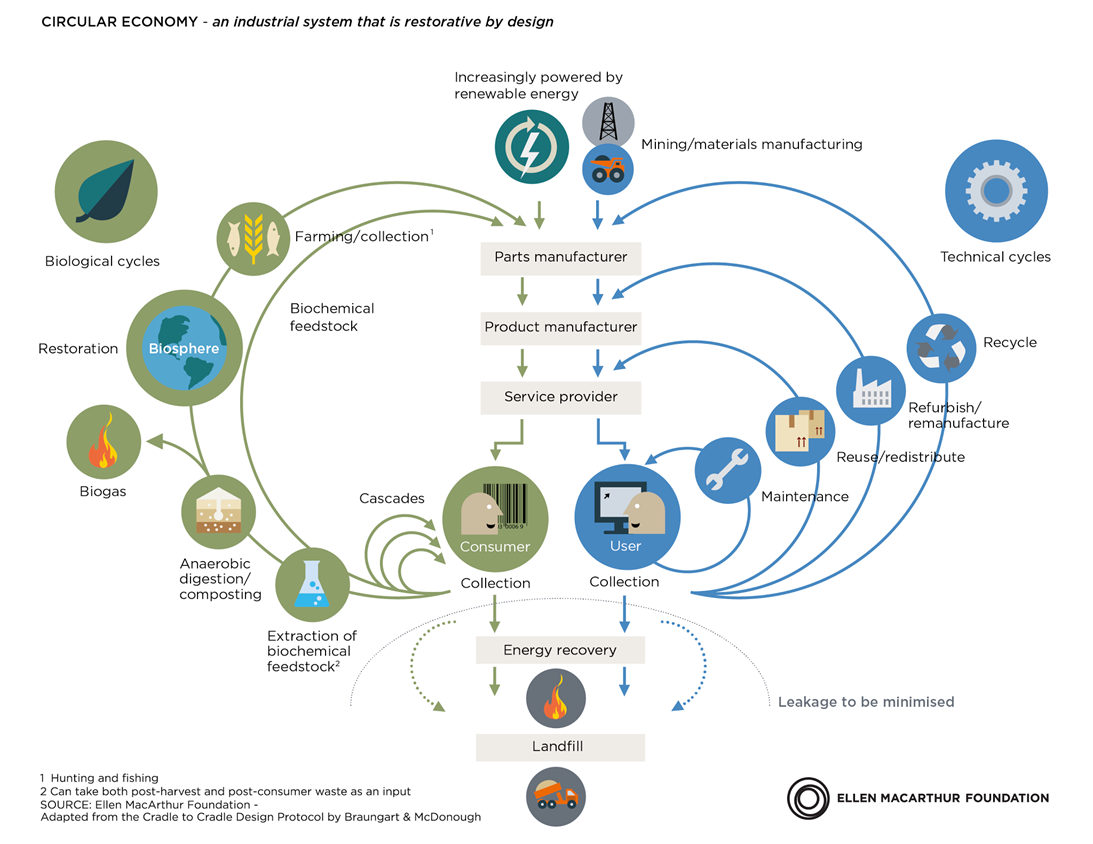 CIRCULAR ECONOMY - an industrial system that is restorative by design
Increasingly powered by
renewable energy
Mining/materials manufacturing
Biological cycles
Technical cycles
Farming/collection¹
Parts manufacturer
Biochemical
feedstock
Product manufacturer
Restoration
Biosphere
Recycle
Service provider
Refurbish/
remanufacture
Reuse/redistribute
Biogas
Cascades
Maintenance
Consumer
User
Anaerobic
digestion/
composting
Collection
Collection
Extraction of
biochemical
feedstock²
Energy recovery
Leakage to be minimised
Landfill
1 Hunting and fishing
2 Can take both post-harvest and post-consumer waste as an input
SOURCE: Ellen MacArthur Foundation -
Adapted from the Cradle to Cradle Design Protocol by Braungart & McDonough
ELLEN MACARTHUR FOUNDATION